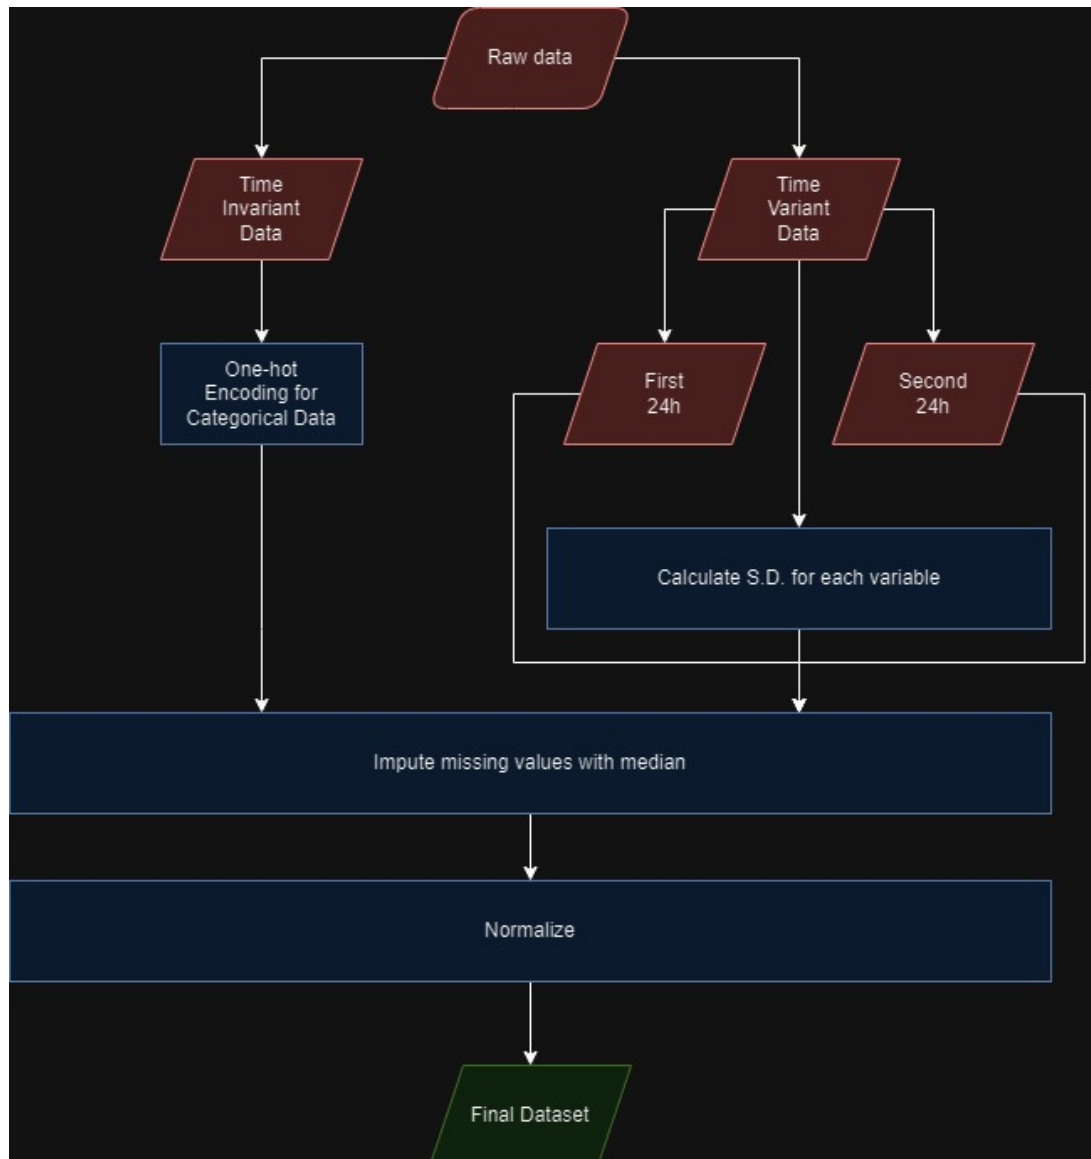 Raw data
Time
Invariant
Data
Time
Variant
Data
One-hot
Encoding for
Categorical Data
First
24h
Second
24h
Calculate S.D. for each variable
Impute missing values with median
Normalize
Final Dataset